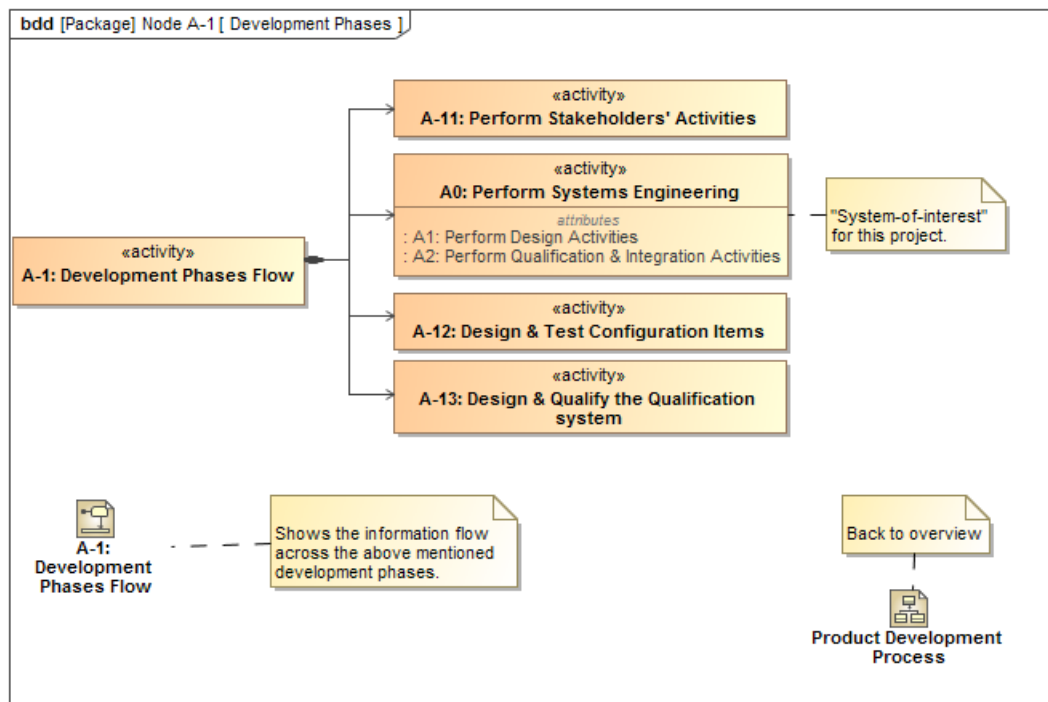 bdd [Package] Node A-1 [ Development Phases ]
«activity»
A-11: Perform Stakeholders' Activities
«activity»
A0: Perform Systems Engineering
attributes
: A1: Perform Design Activities
: A2: Perform Qualification & Integration Activities
"System-of-interest"
for this project.
«activity»
A-1: Development Phases Flow
«activity»
A-12: Design & Test Configuration Items
«activity»
A-13: Design & Qualify the Qualification
system
A-1:
Development
Phases Flow
Shows the information flow
across the above mentioned
development phases.
Back to overview
Product Development
Process